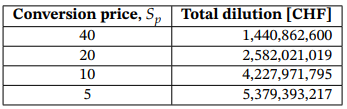 Conversion price, Sp Total dilution [CHF]
40 1,440,862,600
20 2,582,021,019
10 4,227,971,795
5 5,379,393,217